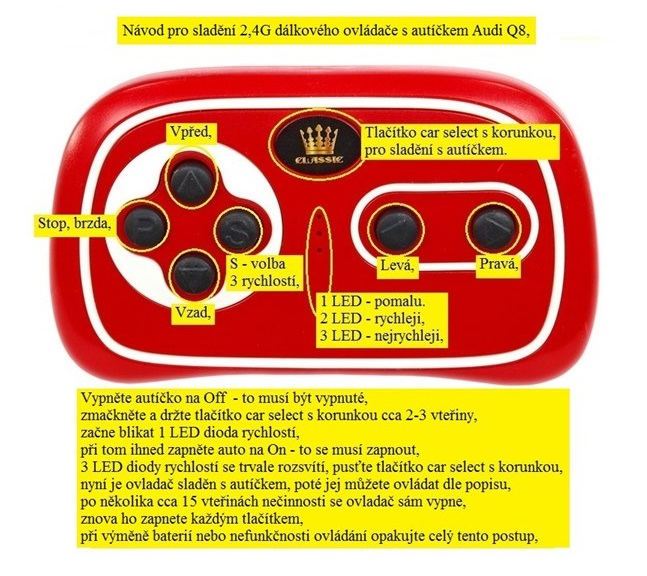 Návod pro sladění 2,4G dálkového ovládače s autíčkem Audi Q8,
Vpřed,
CLASSIC
Tlačítko car select s korunkou,
pro sladění s autíčkem.
Stop, brzda,
P
S
S - volba
3 rychlostí,
Vzad,
Levá,
Pravá,
1 LED - pomalu.
2 LED - rychleji,
3 LED - nejrychleji,
Vypněte autíčko na Off - to musí být vypnuté,
zmačkněte a držte tlačítko car select s korunkou cca 2-3 vteřiny,
začne blikat 1 LED dioda rychlostí,
při tom ihned zapněte auto na On - to se musí zapnout,
3 LED diody rychlostí se trvale rozsvítí, pusťte tlačítko car select s korunkou,
nyní je ovladač sladěn s autíčkem, poté jej můžete ovládat dle popisu,
po několika cca 15 vteřinách nečinnosti se ovladač sám vypne,
znova ho zapnete každým tlačítkem,
při výměně baterií nebo nefunkčnosti ovládání opakujte celý tento postup,